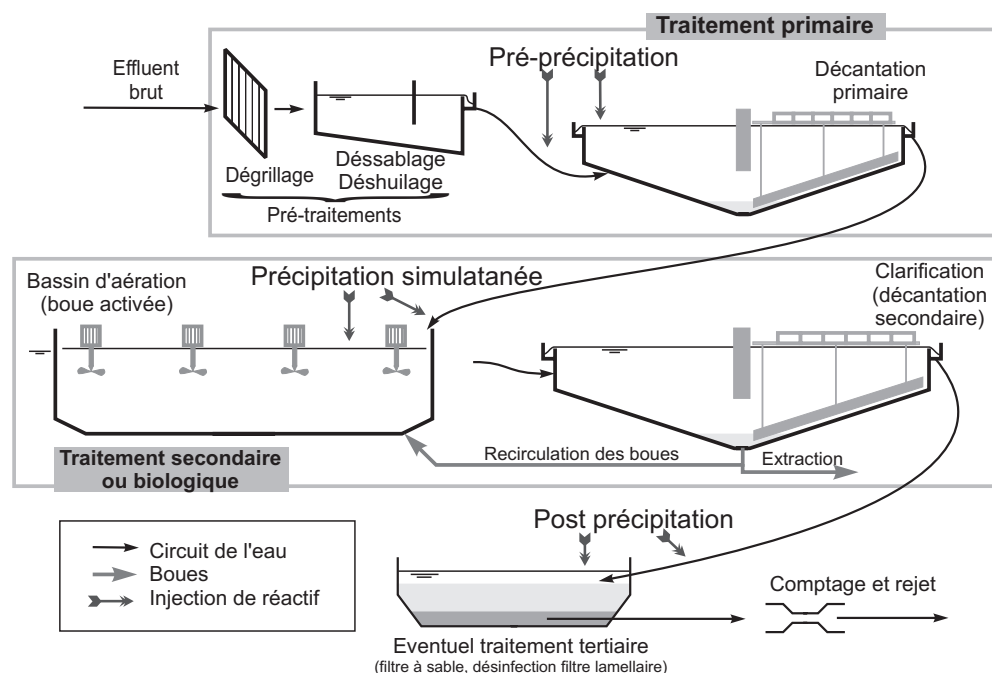 Traitement primaire
Effluent
brut
Pré-précipitation
Décantation
primaire
Dégrillage
Déssablage
Déshuilage
Pré-traitements
Bassin d'aération
(boue activée)
Précipitation simulatanée
Clarification
(décantation
secondaire)
Recirculation des boues
Extraction
Traitement secondaire
ou biologique
Post précipitation
Circuit de l'eau
Boues
Injection de réactif
Comptage et rejet
Eventuel traitement tertiaire
(filtre à sable, désinfection filtre lamellaire)